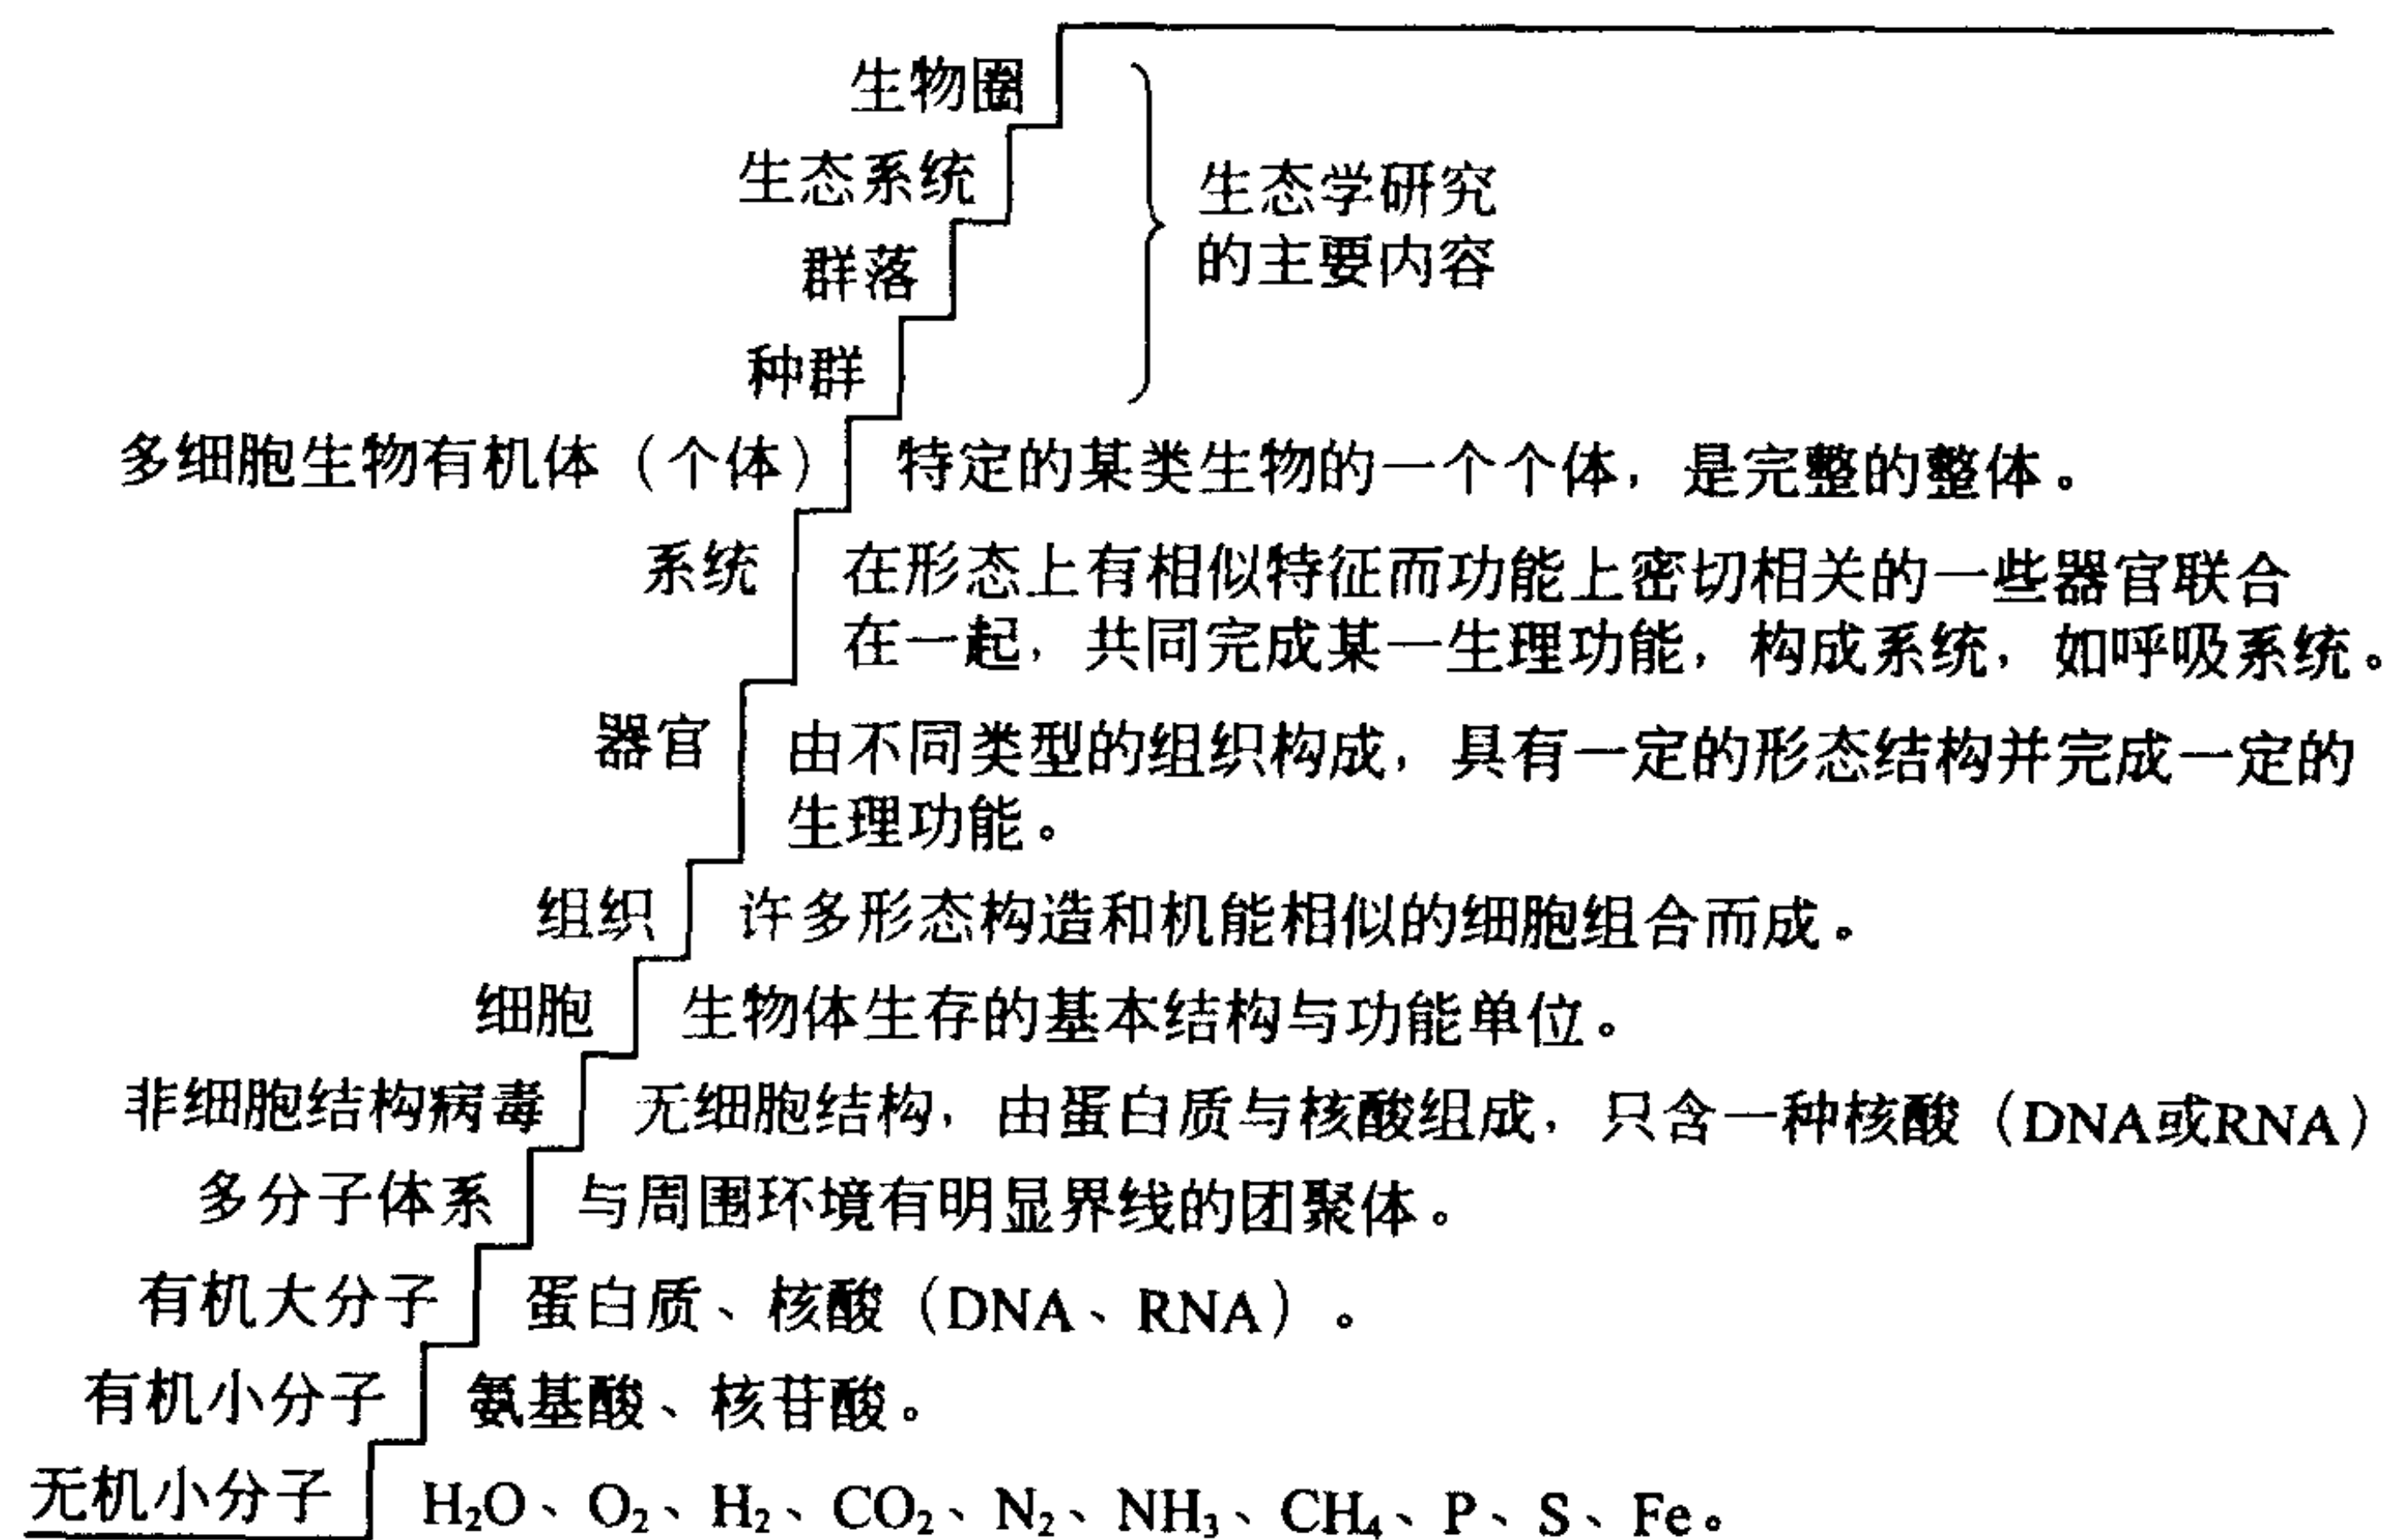 生物圈
生态系统
群落
种群
生态学研究
的主要内容
多细胞生物有机体（个体） 特定的某类生物的一个个体，是完整的整体。
系统 在形态上有相似特征而功能上密切相关的一些器官联合
在一起，共同完成某一生理功能，构成系统，如呼吸系统。
器官 由不同类型的组织构成，具有一定的形态结构并完成一定的
生理功能。
组织 许多形态构造和机能相似的细胞组合而成。
细胞 生物体生存的基本结构与功能单位。
非细胞结构病毒 无细胞结构，由蛋白质与核酸组成，只含一种核酸（DNA或RNA）
多分子体系 与周围环境有明显界线的团聚体。
有机大分子 蛋白质、核酸（DNA、RNA）。
有机小分子 氨基酸、核苷酸。
无机小分子 H₂O、O₂、H₂、CO₂、N₂、NH₃、CH₄、P、S、Fe。